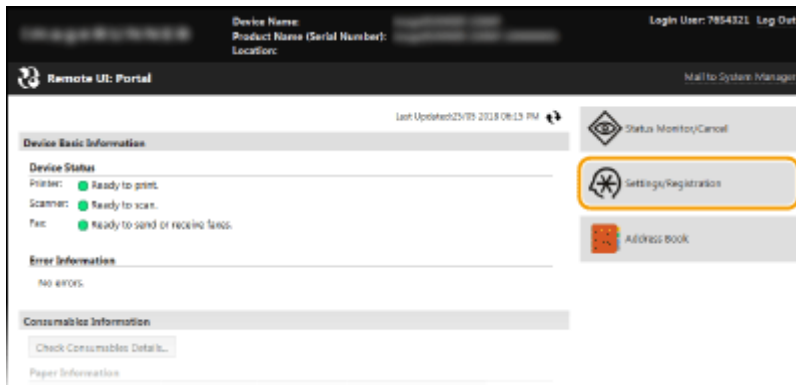 Device Name:
Product Name (Serial Number):
Location:
Login User: 7654321 Log Out
Remote UI: Portal
Mail to System Manager
Last Updated:25/05 2018 06:15 PM
Device Basic Information
Device Status
Printer: Ready to print.
Scanner: Ready to scan.
Fax: Ready to send or receive faxes.
Error Information
No errors.
Consumables Information
Check Consumables Details...
Paper Information
Status Monitor/Cancel
Settings/Registration
Address Book